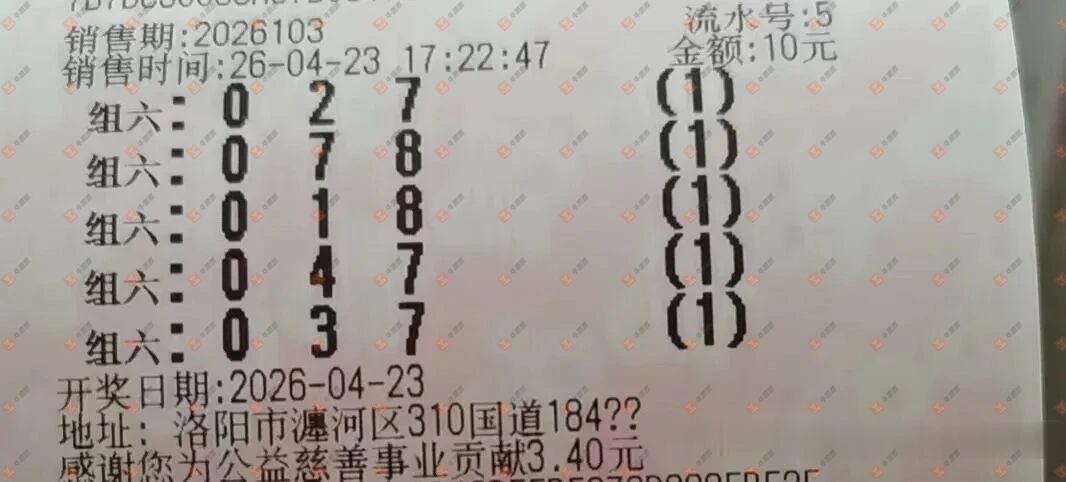 流水号:5
销售期:2026103
金额:10元
销售时间:26-04-23 17:22:47
组六: 0 2 7 (1)
组六: 0 7 8 (1)
组六: 0 1 8 (1)
组六: 0 4 7 (1)
组六: 0 3 7 (1)
开奖日期:2026-04-23
地址: 洛阳市瀍河区310国道184??
感谢您为公益慈善事业贡献3.40元